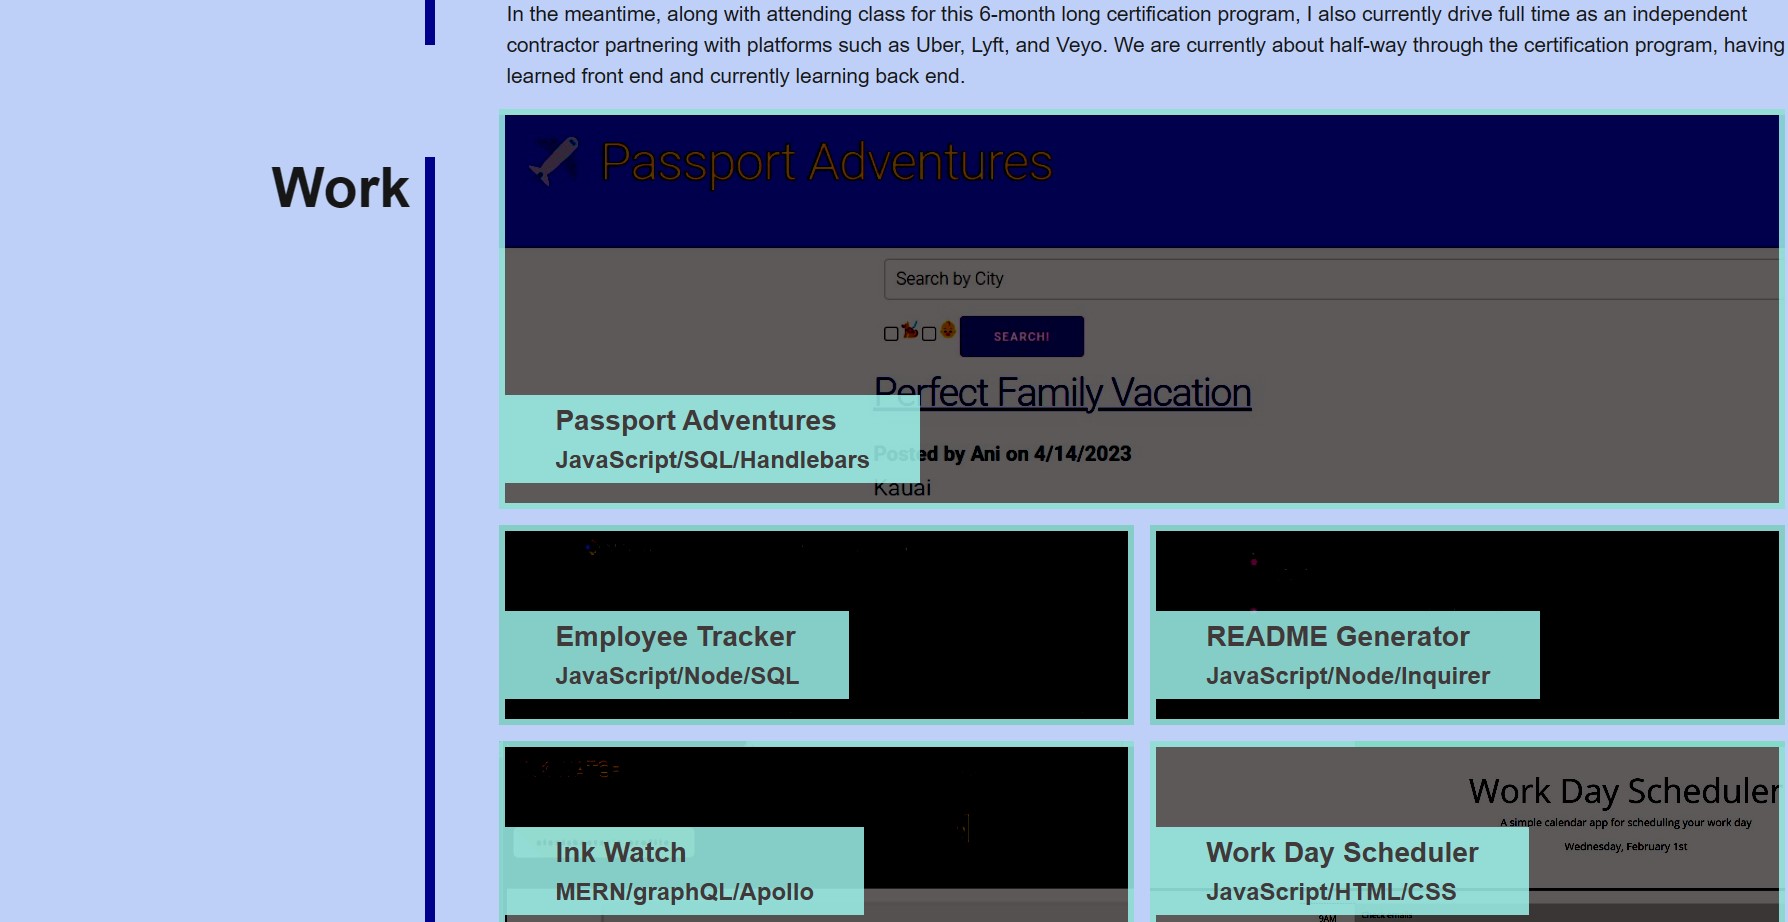 In the meantime, along with attending class for this 6-month long certification program, I also currently drive full time as an independent
contractor partnering with platforms such as Uber, Lyft, and Veyo. We are currently about half-way through the certification program, having
learned front end and currently learning back end.
Work
Passport Adventures
Search by City
SEARCH!
Perfect Family Vacation
Posted by Ani on 4/14/2023
Kauai
Passport Adventures
JavaScript/SQL/Handlebars
Employee Tracker
JavaScript/Node/SQL
README Generator
JavaScript/Node/Inquirer
Ink Watch
MERN/graphQL/Apollo
Work Day Scheduler
A simple calendar app for scheduling your work day
Wednesday, February 1st
Work Day Scheduler
JavaScript/HTML/CSS
9AM
Check emails